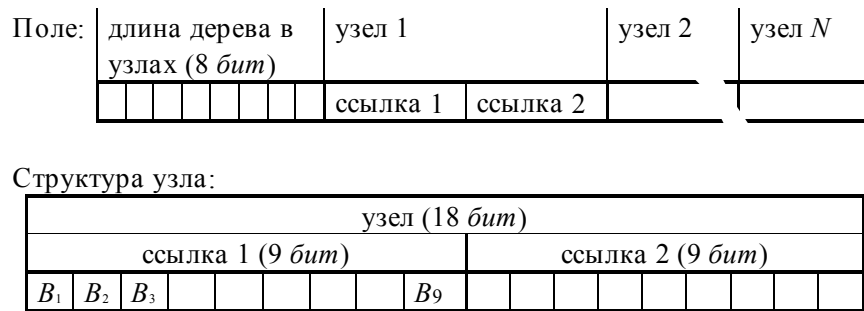 Поле: длина дерева в узел 1 узел 2 узел N
узлах (8 бит)
ссылка 1 ссылка 2
Структура узла:
узел (18 бит)
ссылка 1 (9 бит) ссылка 2 (9 бит)
B₁ B₂ B₃ B9